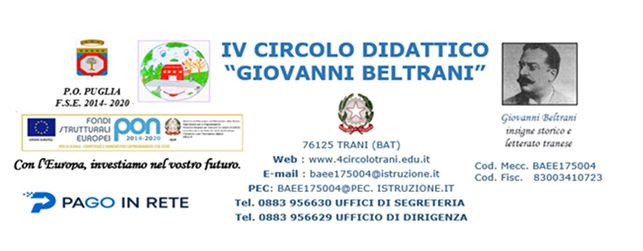 IV CIRCOLO DIDATTICO
“GIOVANNI BELTRANI”
P.O. PUGLIA
F.S.E. 2014- 2020
FONDI
STRUTTURALI
EUROPEI
pon
2014-2020
UNIONE EUROPEA
Con l'Europa, investiamo nel vostro futuro.
PAGO IN RETE
76125 TRANI (BAT)
Web : www.4circolotrani.edu.it
E-mail : baee175004@istruzione.it
PEC: BAEE175004@PEC. ISTRUZIONE.IT
Tel. 0883 956630 UFFICI DI SEGRETERIA
Tel. 0883 956629 UFFICIO DI DIRIGENZA
Giovanni Beltrani
insigne storico e
letterato tranese
Cod. Mecc. BAEE175004
Cod. Fisc. 83003410723